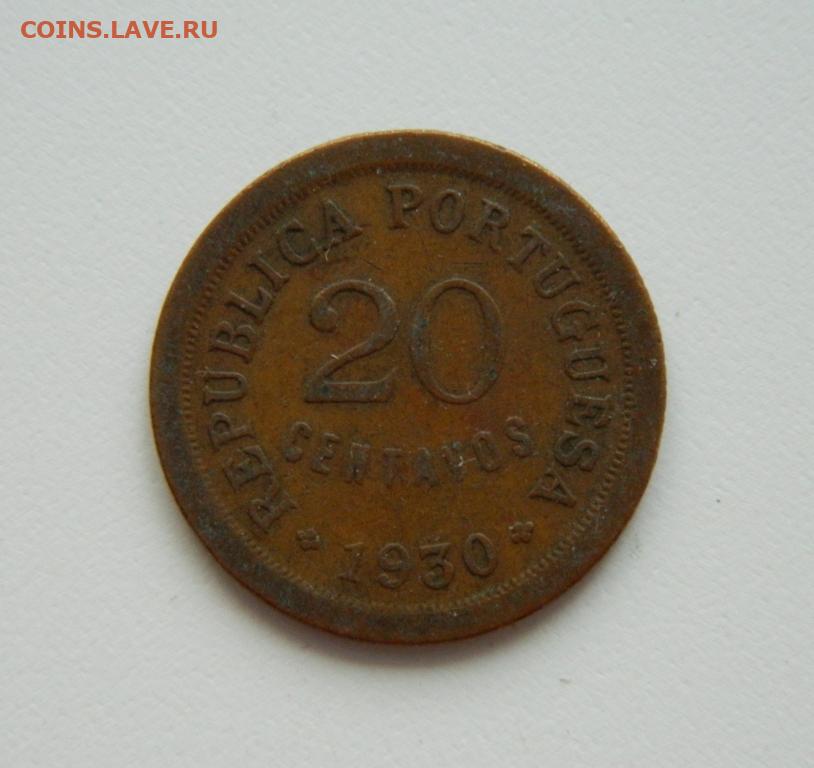 COINS.LAVE.RU
REPUBLICA PORTUGUESA
20
CENTAVOS
* 1930 *